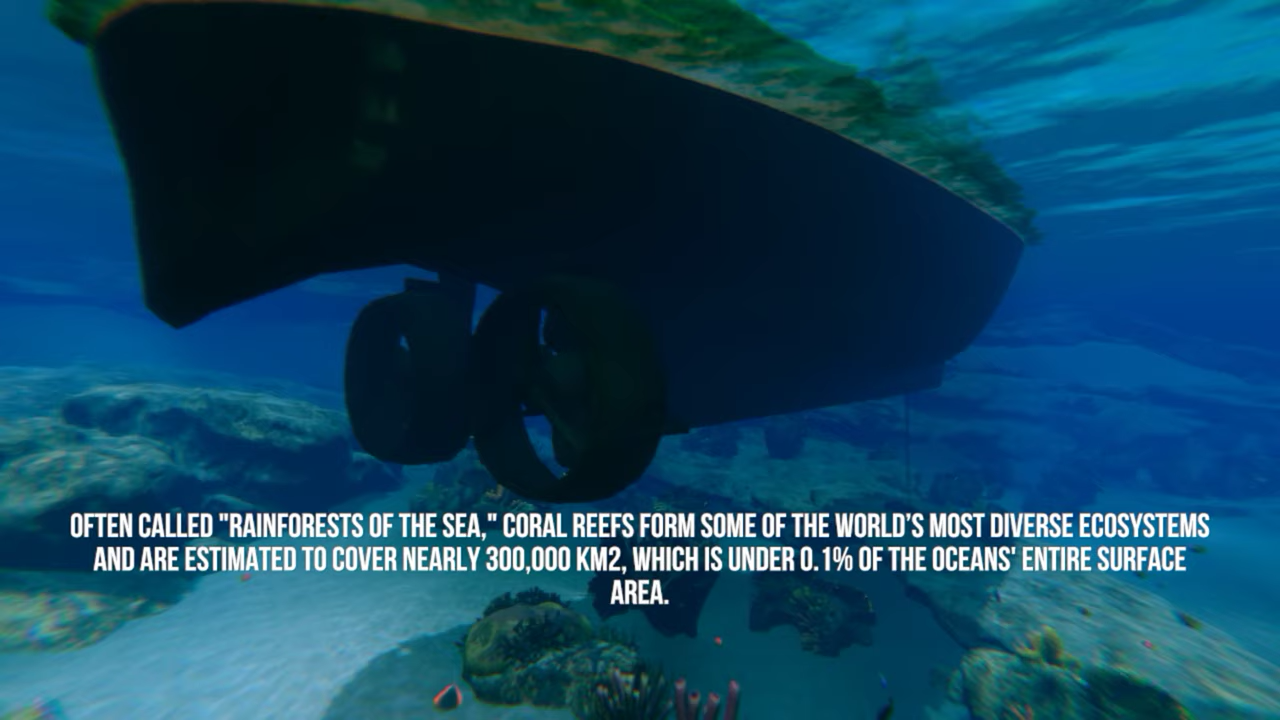 OFTEN CALLED "RAINFORESTS OF THE SEA," CORAL REEFS FORM SOME OF THE WORLD’S MOST DIVERSE ECOSYSTEMS
AND ARE ESTIMATED TO COVER NEARLY 300,000 KM2, WHICH IS UNDER 0.1% OF THE OCEANS' ENTIRE SURFACE
AREA.